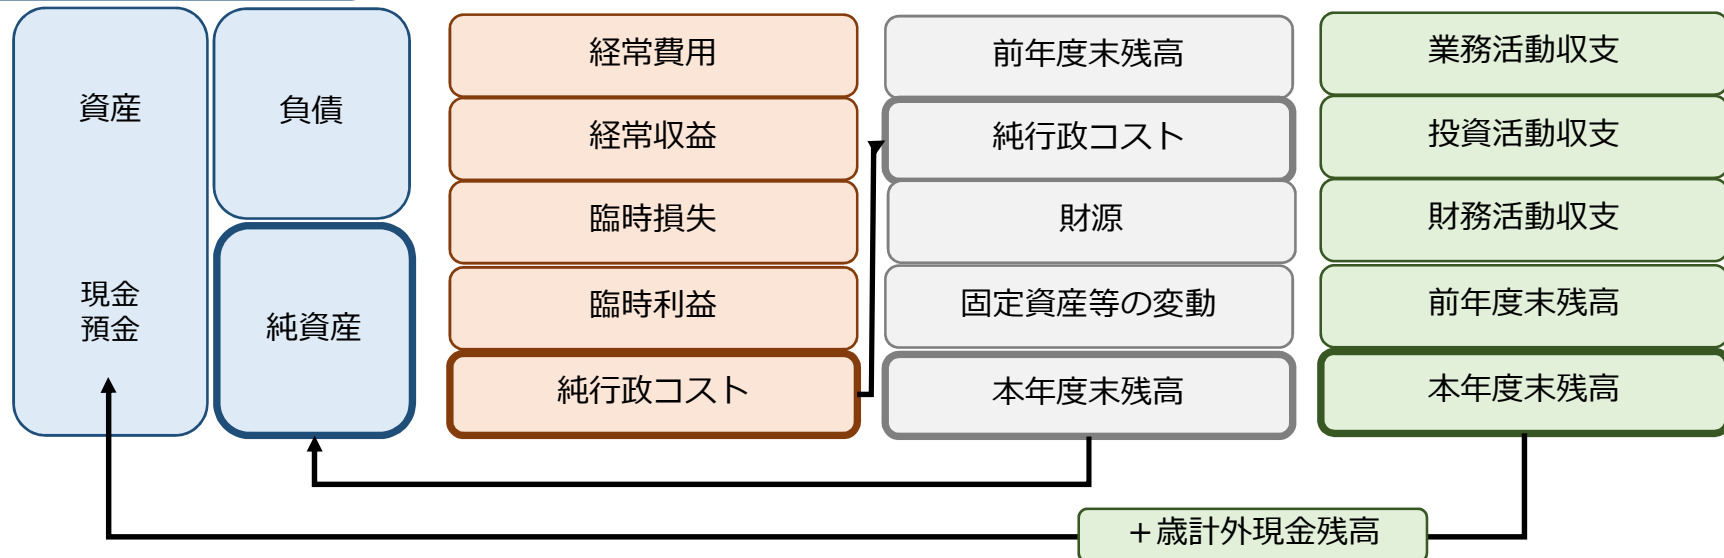 資産
現金
預金
負債
純資産
経常費用
経常収益
臨時損失
臨時利益
純行政コスト
前年度末残高
純行政コスト
財源
固定資産等の変動
本年度末残高
業務活動収支
投資活動収支
財務活動収支
前年度末残高
本年度末残高
＋歳計外現金残高